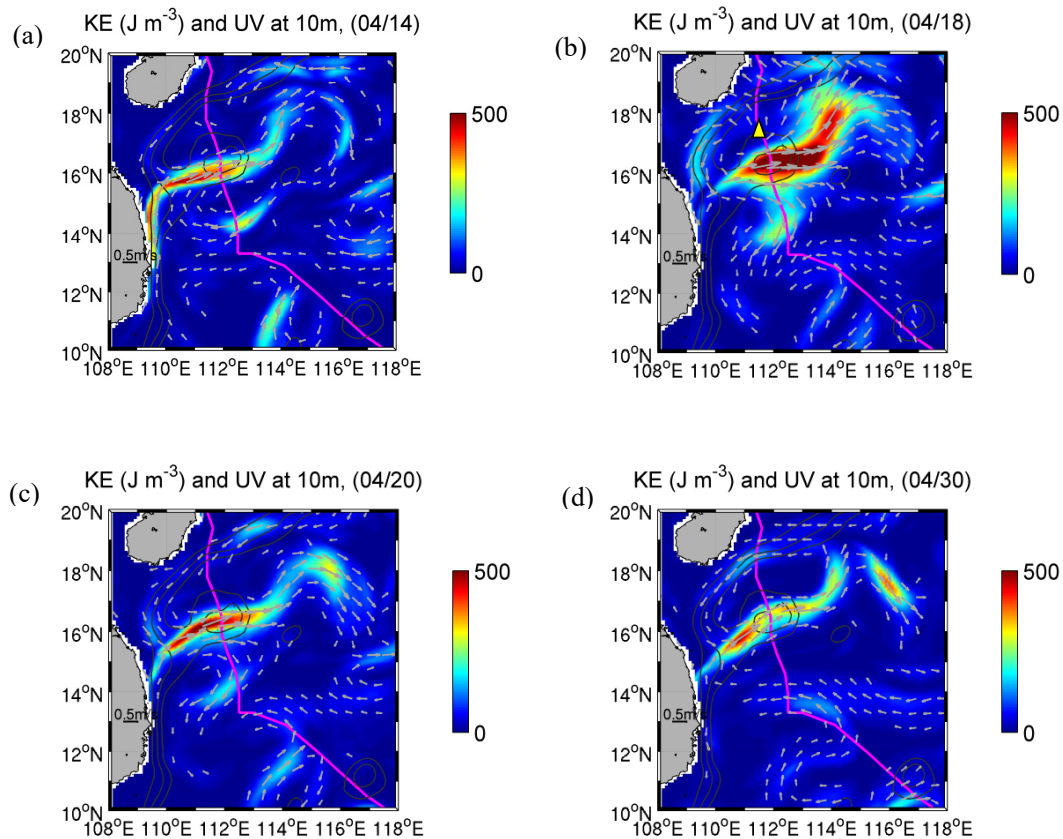 (a)
KE (J m⁻³) and UV at 10m, (04/14)
20°N
18°N
16°N
14°N
12°N
10°N
0.5m/s
108°E 110°E 112°E 114°E 116°E 118°E
500
0
(b)
KE (J m⁻³) and UV at 10m, (04/18)
20°N
18°N
16°N
14°N
12°N
10°N
0.5m/s
108°E 110°E 112°E 114°E 116°E 118°E
500
0
(c)
KE (J m⁻³) and UV at 10m, (04/20)
20°N
18°N
16°N
14°N
12°N
10°N
0.5m/s
108°E 110°E 112°E 114°E 116°E 118°E
500
0
(d)
KE (J m⁻³) and UV at 10m, (04/30)
20°N
18°N
16°N
14°N
12°N
10°N
0.5m/s
108°E 110°E 112°E 114°E 116°E 118°E
500
0